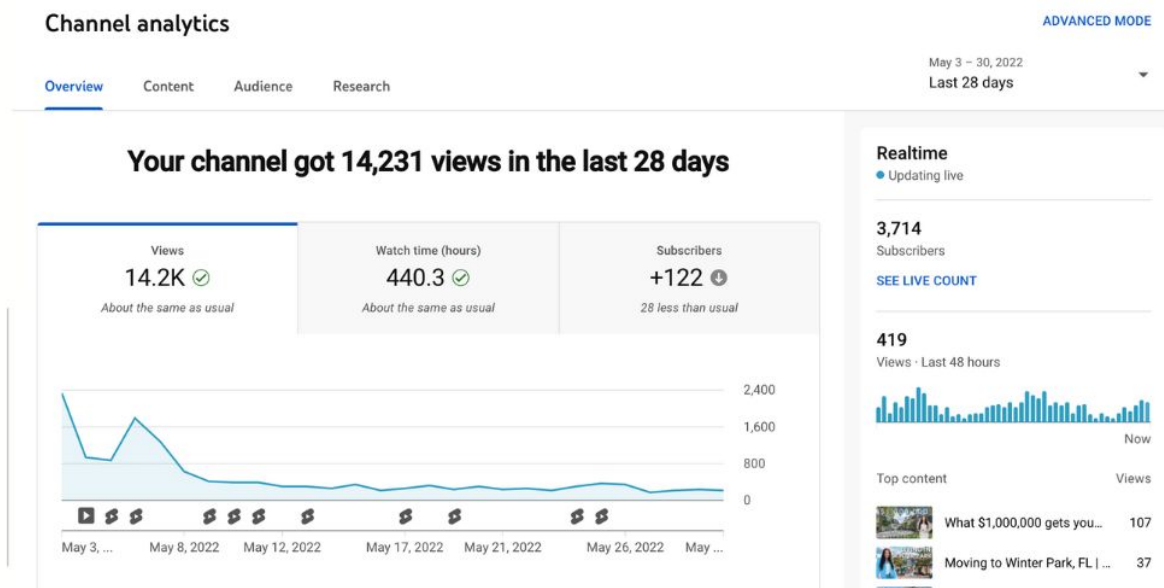 Channel analytics
ADVANCED MODE
Overview Content Audience Research
May 3 – 30, 2022
Last 28 days
Your channel got 14,231 views in the last 28 days
Views
14.2K
About the same as usual
Watch time (hours)
440.3
About the same as usual
Subscribers
+122
28 less than usual
2,400
1,600
800
0
May 3, ... May 8, 2022 May 12, 2022 May 17, 2022 May 21, 2022 May 26, 2022 May ...
Realtime
Updating live
3,714
Subscribers
SEE LIVE COUNT
419
Views · Last 48 hours
Now
Top content Views
What $1,000,000 gets you... 107
Moving to Winter Park, FL | ... 37